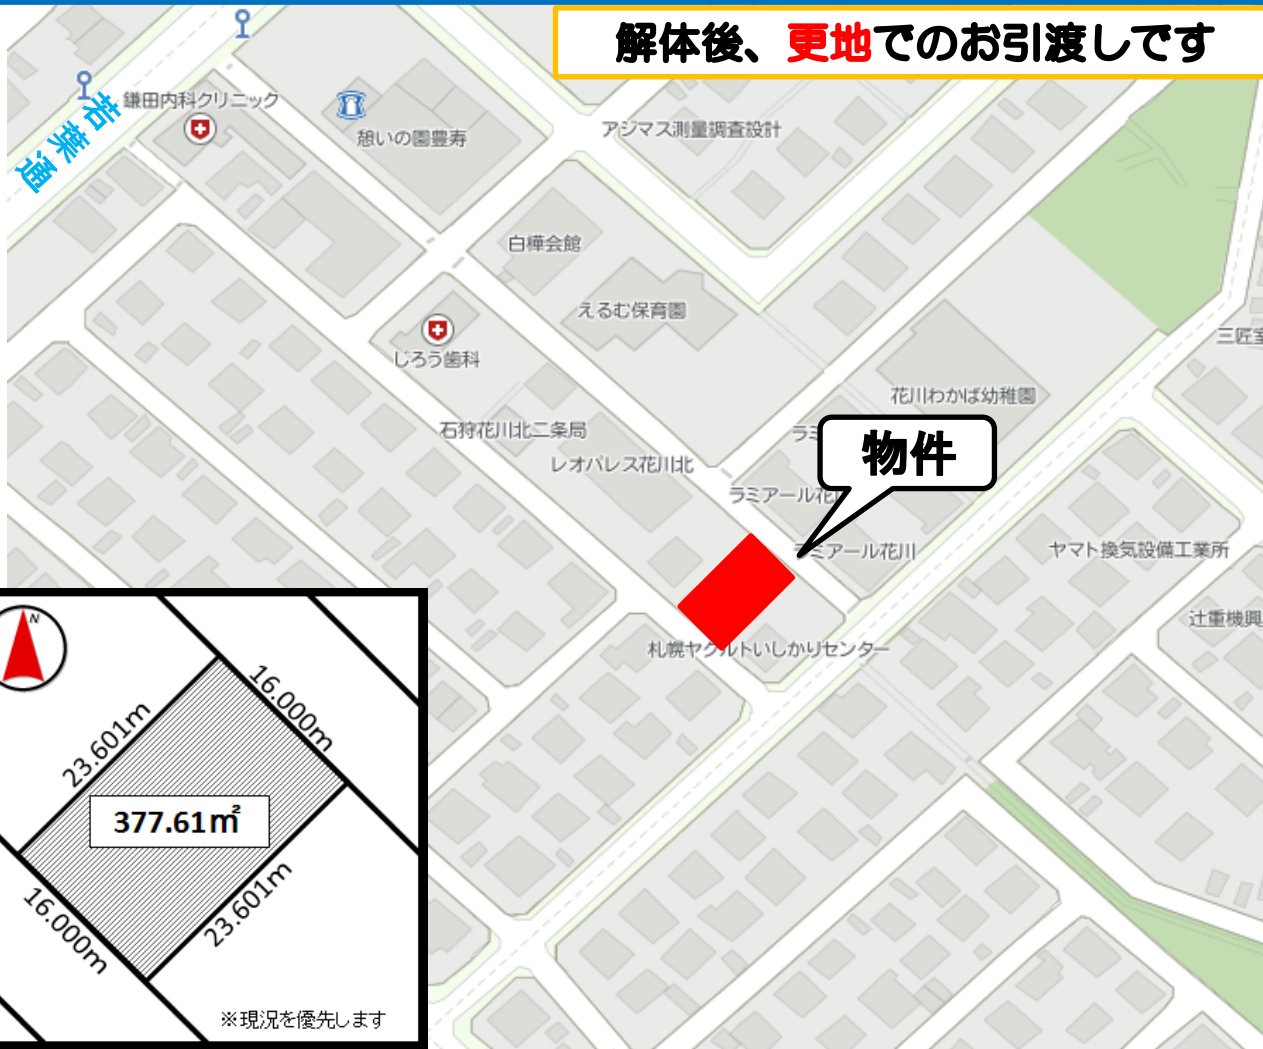 解体後、更地でのお引渡しです
若葉通
鎌田内科クリニック
憩いの園豊寿
アジマス測量調査設計
白樺会館
えるむ保育園
じろう歯科
三匠
花川わかば幼稚園
石狩花川北二条局
レオパレス花川北
ラミ
物件
ラミアール花
ラミアール花川
ヤマト換気設備工業所
辻重機興
札幌ヤクルトいしかりセンター
N
16.000m
23.601m
377.61㎡
23.601m
16.000m
※現況を優先します